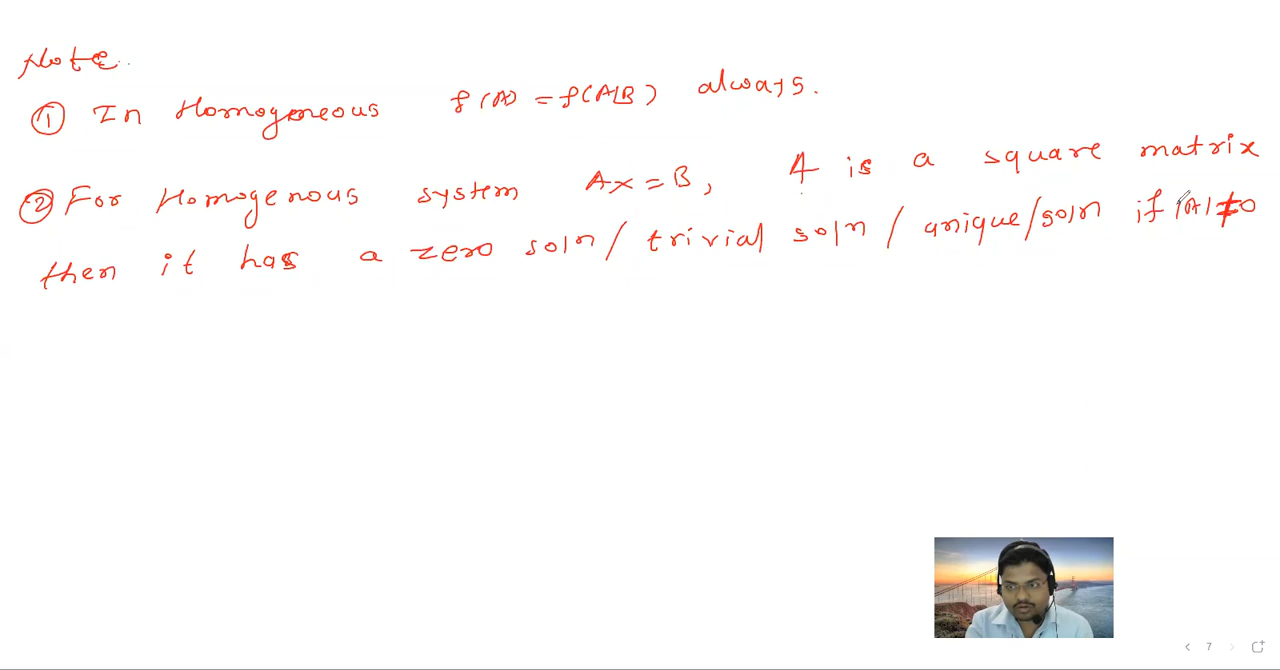 Note.
① In Homogeneous ρ(A) = ρ(A|B) always.
② For Homogenous system AX = B, A is a square matrix
then it has a zero soln / trivial soln / unique/soln if |A| ≠ 0
7